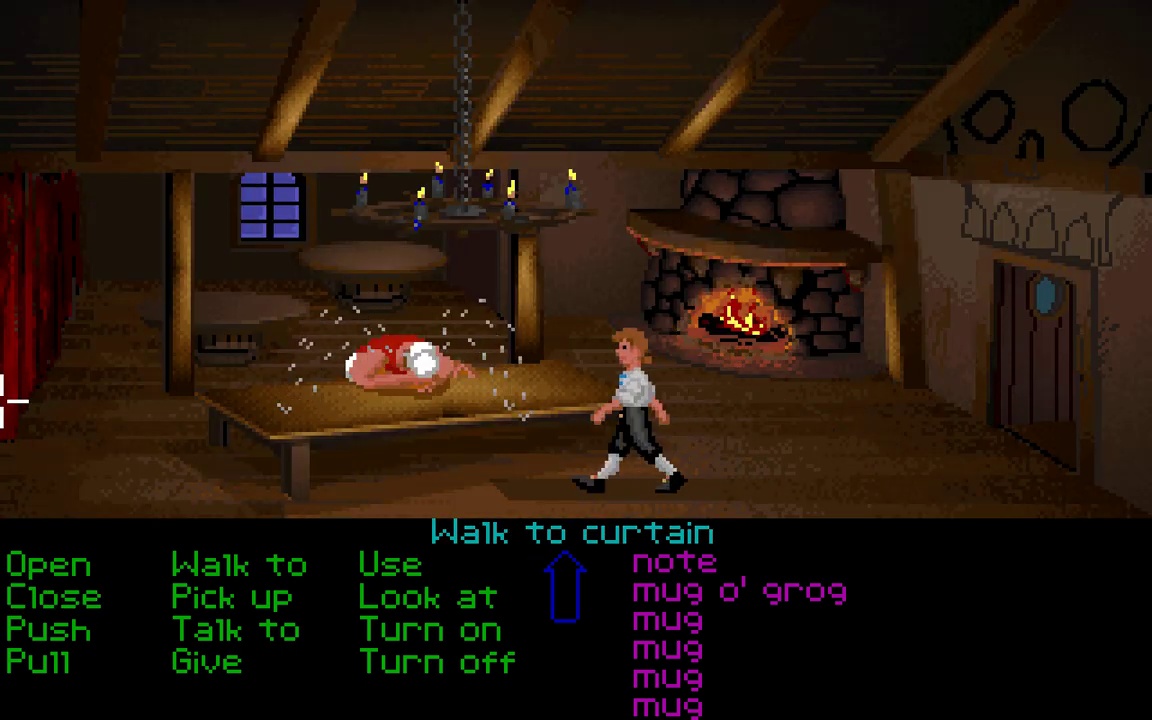 Walk to curtain
Open Walk to Use note
Close Pick up Look at mug o' grog
Push Talk to Turn on mug
Pull Give Turn off mug
mug
mug